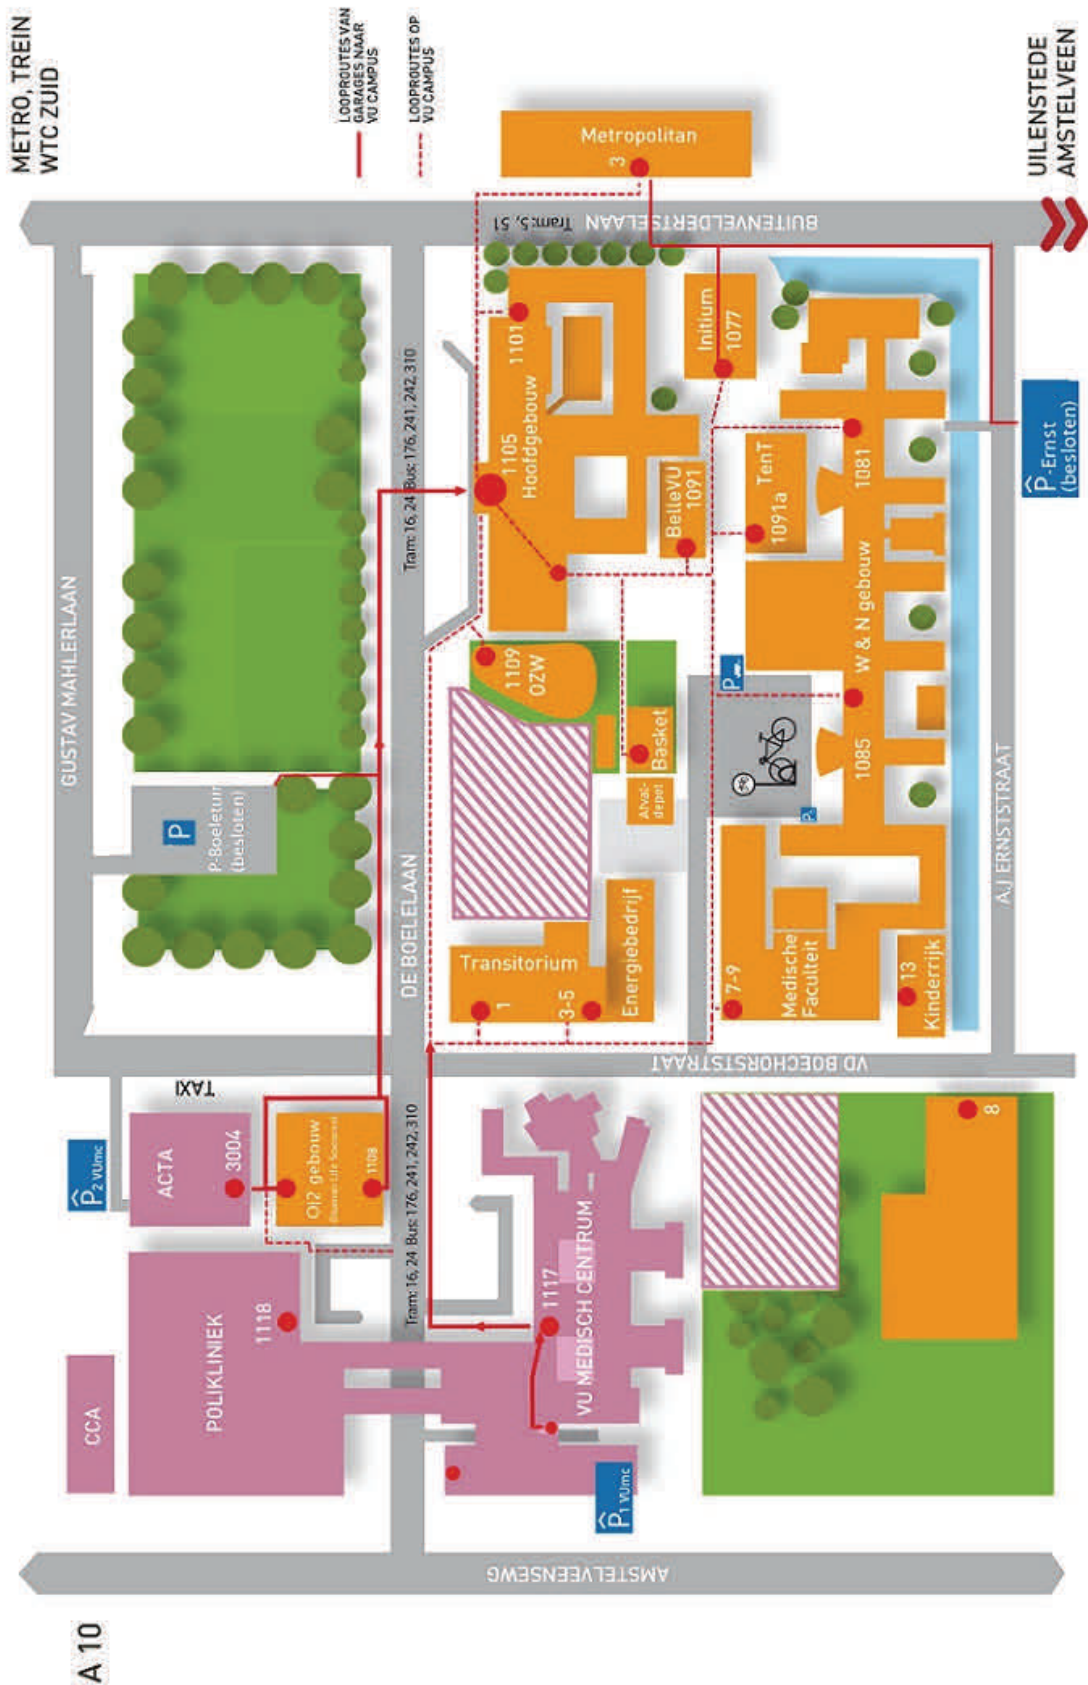 METRO, TREIN
WTC ZUID
LOOPROUTES VAN
GARAGES NAAR
VU CAMPUS
LOOPROUTES OP
VU CAMPUS
UILENSTEDE
AMSTELVEEN
A 10
GUSTAV MAHLERLAAN
BUITENVELDERTSELAAN
Tram:5, 51
Metropolitan
3
P
P-Boeletuin
(besloten)
DE BOELELAAN
Tram: 16, 24 Bus: 176, 241, 242, 310
1101
1105
Hoofdgebouw
Initium
1077
BelleVU
1091
TenT
1091a
1081
W & N gebouw
1085
P-Ernst
(besloten)
A.J ERNSTSTRAAT
1109
OZW
Basket
Afval-
depot
Transitorium
1
3-5
Energiebedrijf
7-9
Medische
Faculteit
13
Kinderrijk
VD BOECHORSTSTRAAT
TAXI
P2 VUmc
ACTA
3004
O|2 gebouw
1108
Tram: 16, 24 Bus: 176, 241, 242, 310
CCA
POLIKLINIEK
1118
1117
VU MEDISCH CENTRUM
P1 VUmc
8
AMSTELVEENSEWG